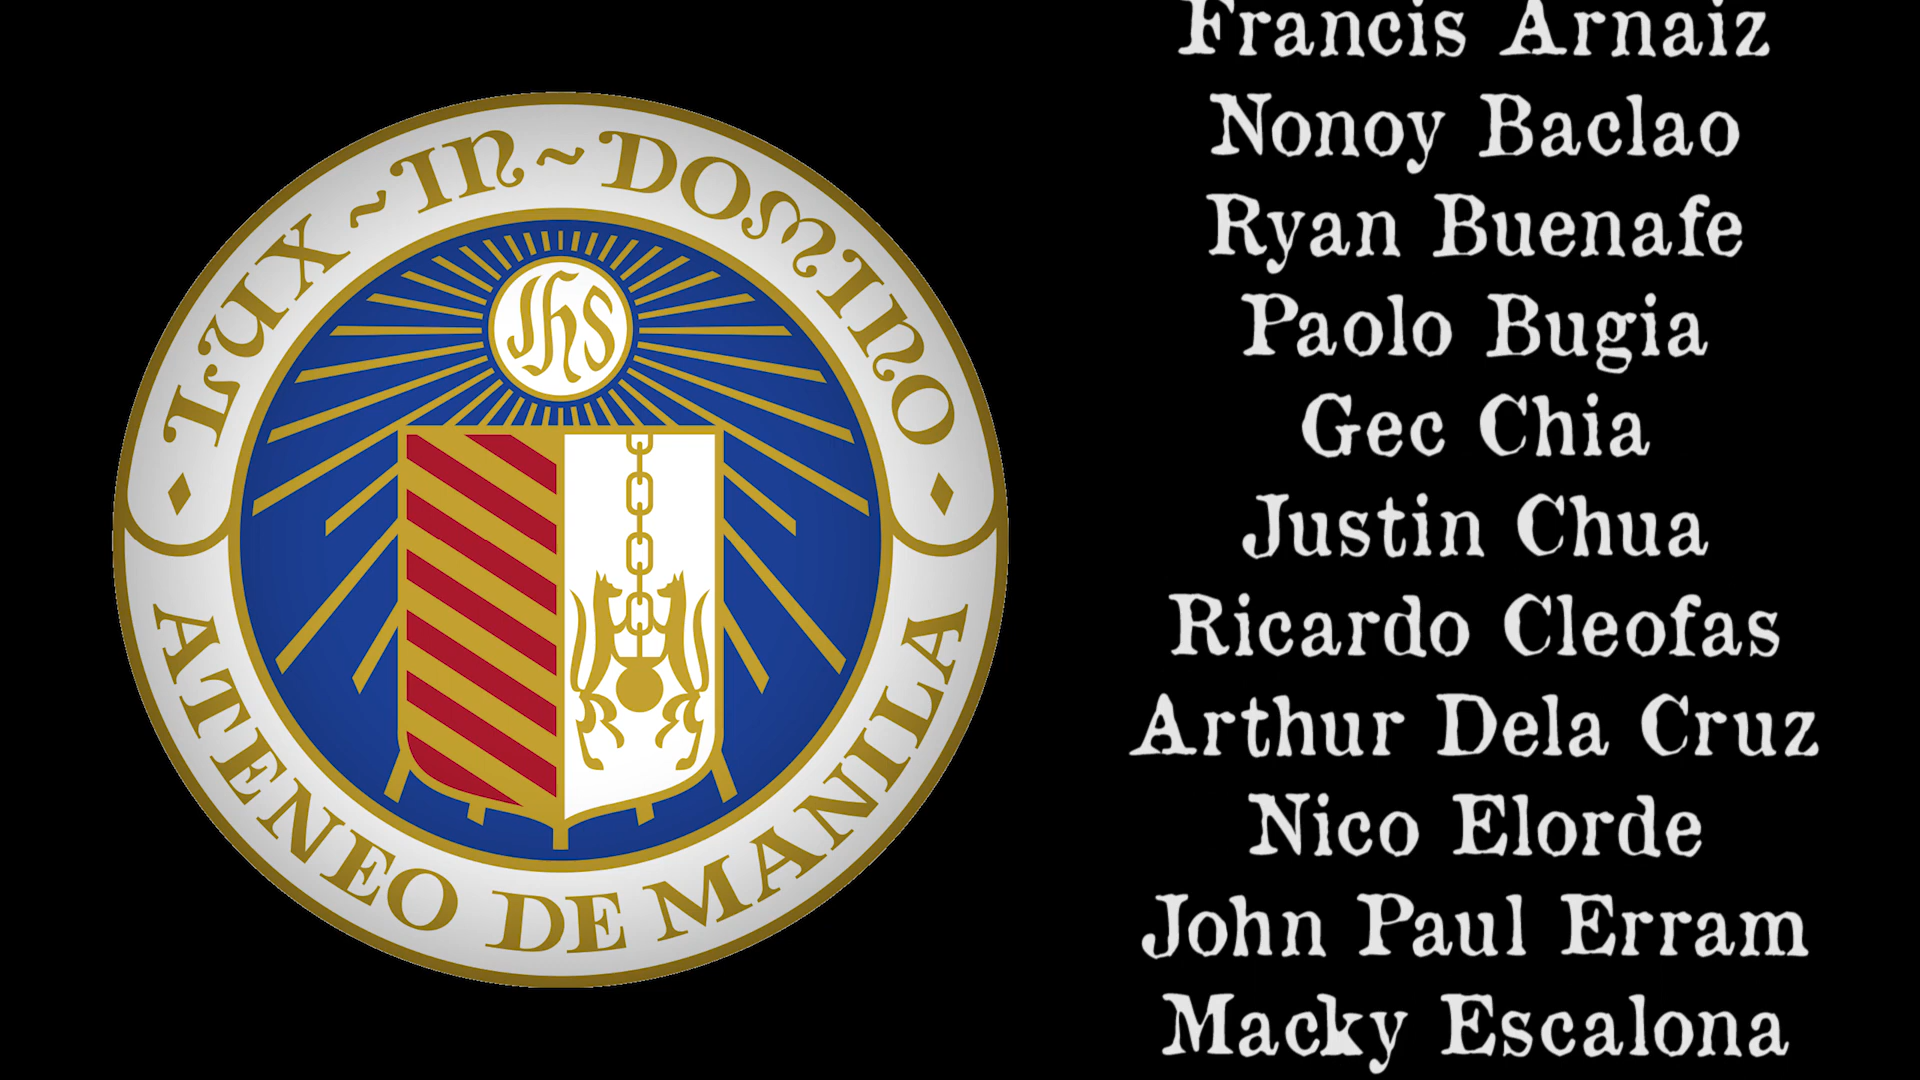 LUX~IN~DOMINO
Jhs
ATENEO DE MANILA
Francis Arnaiz
Nonoy Baclao
Ryan Buenafe
Paolo Bugia
Gec Chia
Justin Chua
Ricardo Cleofas
Arthur Dela Cruz
Nico Elorde
John Paul Erram
Macky Escalona